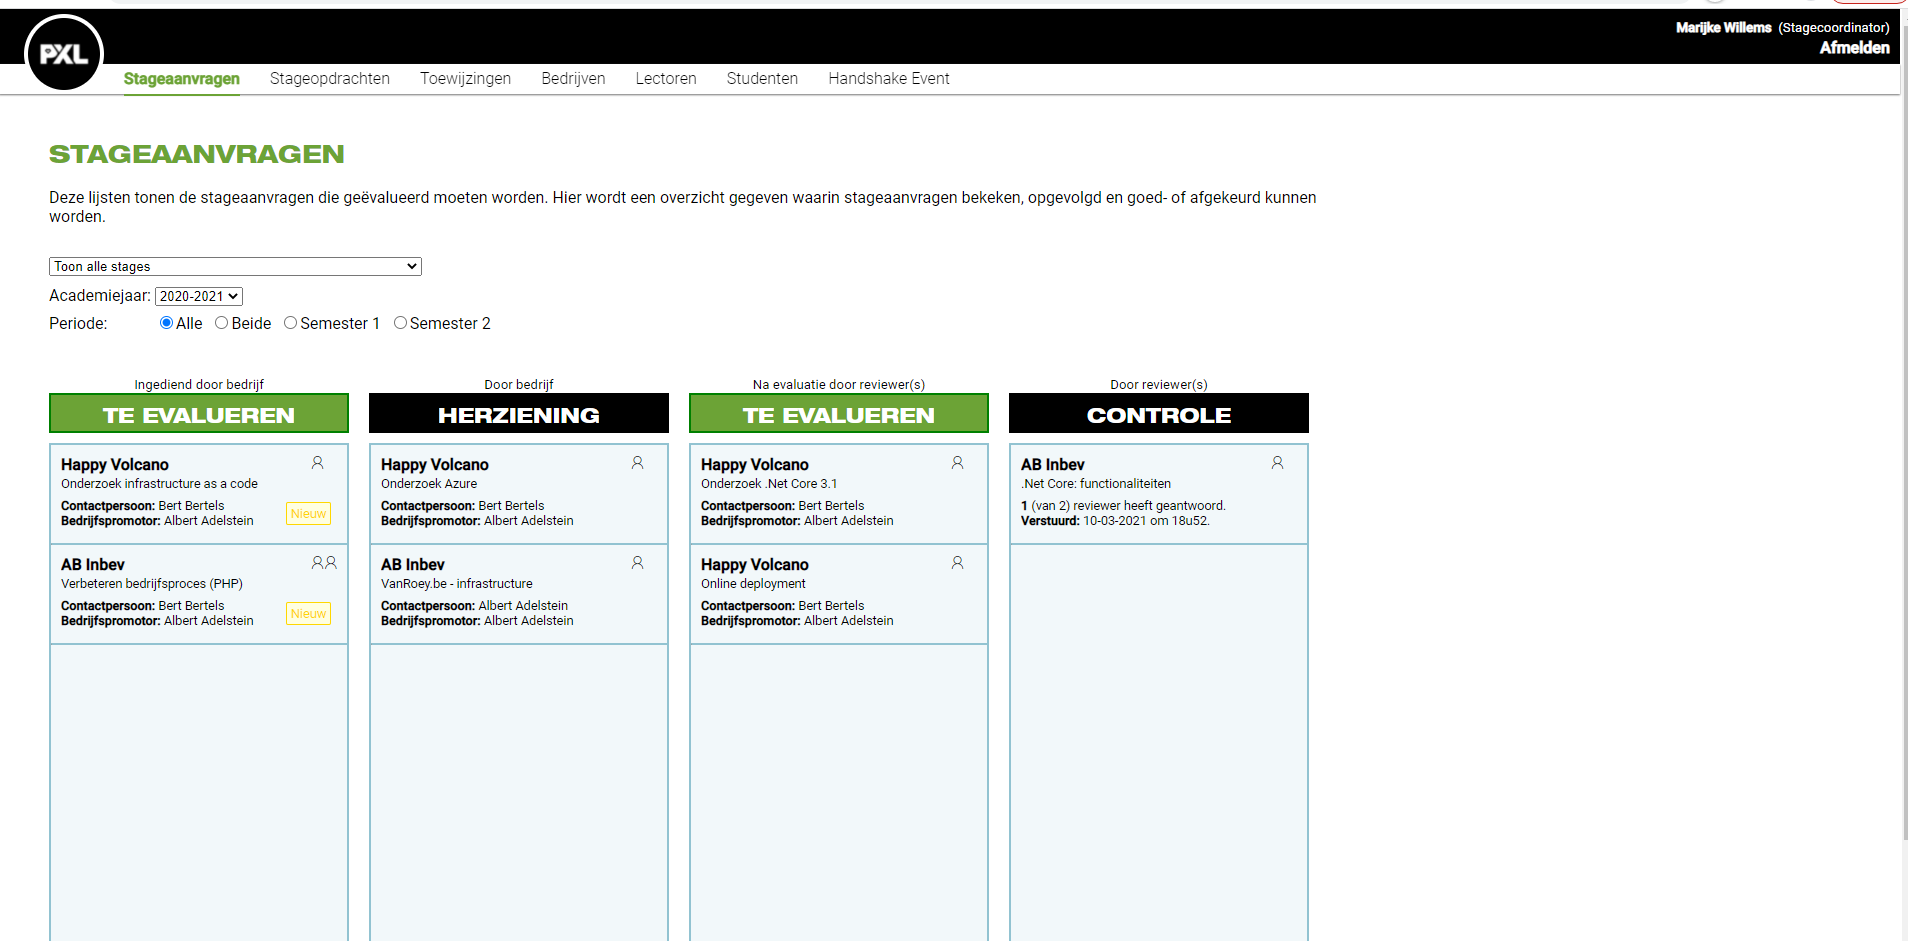 PXL
Marijke Willems (Stagecoordinator)
Afmelden
Stageaanvragen Stageopdrachten Toewijzingen Bedrijven Lectoren Studenten Handshake Event
STAGEAANVRAGEN
Deze lijsten tonen de stageaanvragen die geëvalueerd moeten worden. Hier wordt een overzicht gegeven waarin stageaanvragen bekeken, opgevolgd en goed- of afgekeurd kunnen
worden.
Toon alle stages
Academiejaar: 2020-2021
Periode: Alle Beide Semester 1 Semester 2
Ingediend door bedrijf
TE EVALUEREN
Happy Volcano
Onderzoek infrastructure as a code
Contactpersoon: Bert Bertels
Bedrijfspromotor: Albert Adelstein
Nieuw
AB Inbev
Verbeteren bedrijfsproces (PHP)
Contactpersoon: Bert Bertels
Bedrijfspromotor: Albert Adelstein
Nieuw
Door bedrijf
HERZIENING
Happy Volcano
Onderzoek Azure
Contactpersoon: Bert Bertels
Bedrijfspromotor: Albert Adelstein
AB Inbev
VanRoey.be - infrastructure
Contactpersoon: Albert Adelstein
Bedrijfspromotor: Albert Adelstein
Na evaluatie door reviewer(s)
TE EVALUEREN
Happy Volcano
Onderzoek .Net Core 3.1
Contactpersoon: Bert Bertels
Bedrijfspromotor: Albert Adelstein
Happy Volcano
Online deployment
Contactpersoon: Bert Bertels
Bedrijfspromotor: Albert Adelstein
Door reviewer(s)
CONTROLE
AB Inbev
.Net Core: functionaliteiten
1 (van 2) reviewer heeft geantwoord.
Verstuurd: 10-03-2021 om 18u52.